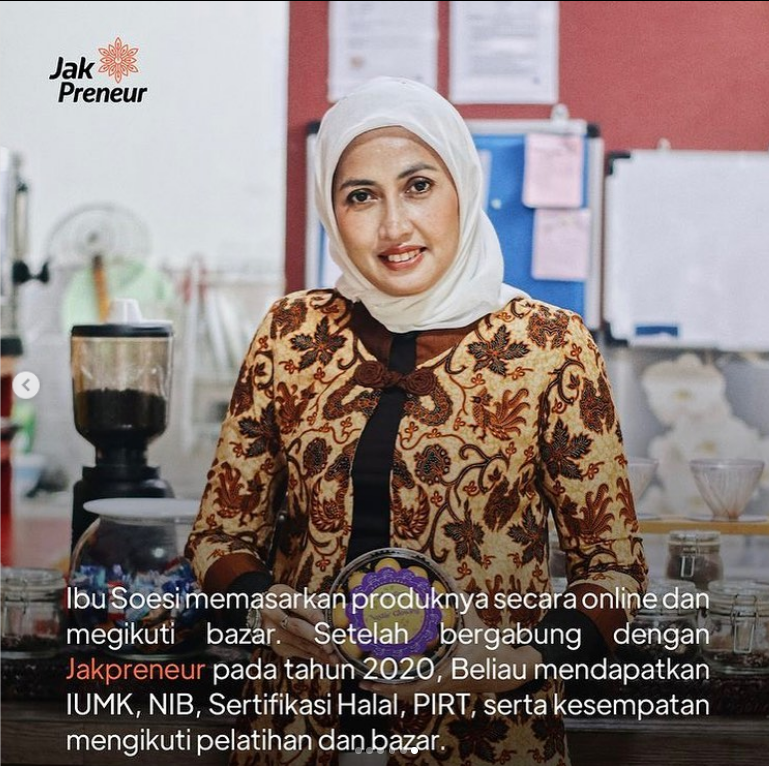 Jak
Preneur
Ibu Soesi memasarkan produknya secara online dan
megikuti bazar. Setelah bergabung dengan
Jakpreneur pada tahun 2020, Beliau mendapatkan
IUMK, NIB, Sertifikasi Halal, PIRT, serta kesempatan
mengikuti pelatihan dan bazar.